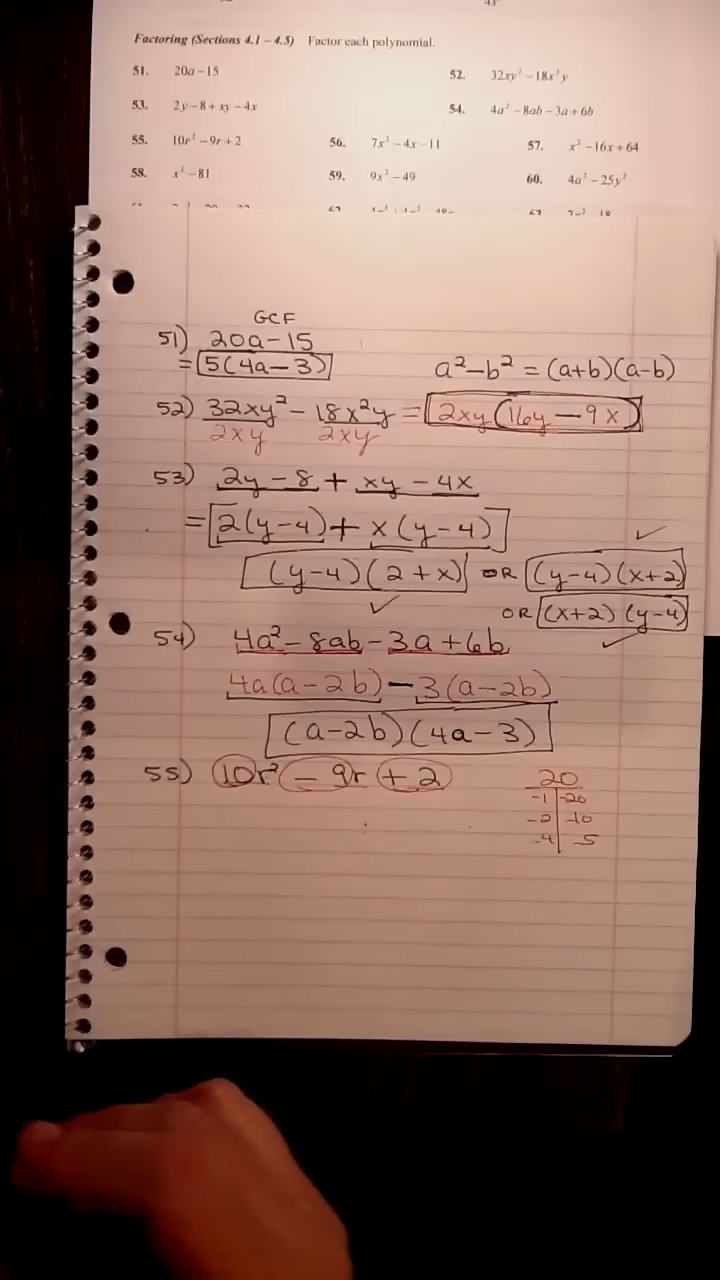 Factoring (Sections 4.1 – 4.5) Factor each polynomial.
51. 20a – 15
52. 32xy² – 18x²y
53. 2y – 8 + xy – 4x
54. 4a² – 8ab – 3a + 6b
55. 10r² – 9r + 2
56. 7x² – 4x – 11
57. x² – 16x + 64
58. x² – 81
59. 9x² – 49
60. 4a² – 25y²
GCF
51) 20a – 15
= 5(4a – 3)
a² – b² = (a+b)(a-b)
52) 32xy² – 18x²y = 2xy(16y – 9x)
2xy 2xy
53) 2y – 8 + xy – 4x
= 2(y-4) + x(y-4)
(y-4)(2+x) OR (y-4)(x+2)
✓ OR (x+2)(y-4)
54) 4a² – 8ab – 3a + 6b
4a(a – 2b) – 3(a – 2b)
(a-2b)(4a – 3)
55) 10r² – 9r + 2
20
-1 | -20
-2 | -10
-4 | -5